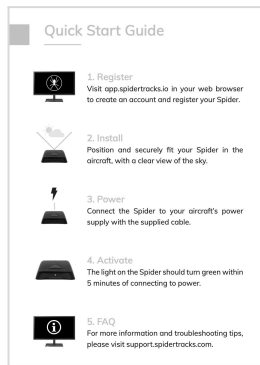 Quick Start Guide
1. Register
Visit app.spidertracks.io in your web browser
to create an account and register your Spider.
2. Install
Position and securely fit your Spider in the
aircraft, with a clear view of the sky.
3. Power
Connect the Spider to your aircraft's power
supply with the supplied cable.
4. Activate
The light on the Spider should turn green within
5 minutes of connecting to power.
5. FAQ
For more information and troubleshooting tips,
please visit support.spidertracks.com.